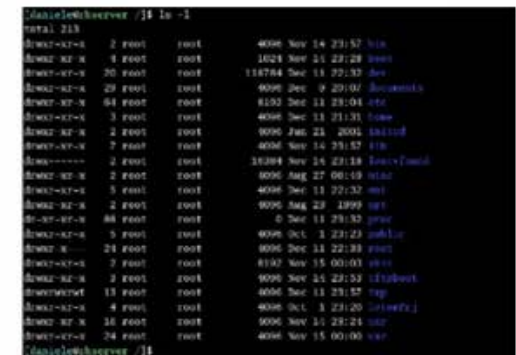 [daniele@rhserver /]$ ls -l
total 213
drwxr-xr-x 2 root root 4096 Nov 14 23:57 bin
drwxr-xr-x 4 root root 1024 Nov 14 23:28 boot
drwxr-xr-x 20 root root 118784 Dec 11 22:32 dev
drwxr-xr-x 29 root root 4096 Dec 9 20:07 documents
drwxr-xr-x 64 root root 8192 Dec 11 23:04 etc
drwxr-xr-x 3 root root 4096 Dec 11 21:31 home
drwxr-xr-x 2 root root 4096 Jun 21 2001 initrd
drwxr-xr-x 7 root root 4096 Nov 14 23:57 lib
drwx------ 2 root root 16384 Nov 14 23:18 lost+found
drwxr-xr-x 2 root root 4096 Aug 27 misc
drwxr-xr-x 5 root root 4096 Dec 11 22:32 mnt
drwxr-xr-x 2 root root 4096 Aug 23 1999 opt
dr-xr-xr-x 88 root root 0 Dec 11 23:32 proc
drwxr-xr-x 5 root root 4096 Oct 1 23:23 public
drwxr-x--- 24 root root 4096 Dec 11 22:33 root
drwxr-xr-x 2 root root 8192 Nov 15 00:03 sbin
drwxr-xr-x 3 root root 4096 Nov 14 23:53 tftpboot
drwxrwxrwt 13 root root 4096 Dec 11 23:57 tmp
drwxr-xr-x 4 root root 4096 Oct 1 23:20
drwxr-xr-x 16 root root 4096 Nov 14 23:24 usr
drwxr-xr-x 24 root root 4096 Nov 15 00:00 var
[daniele@rhserver /]$